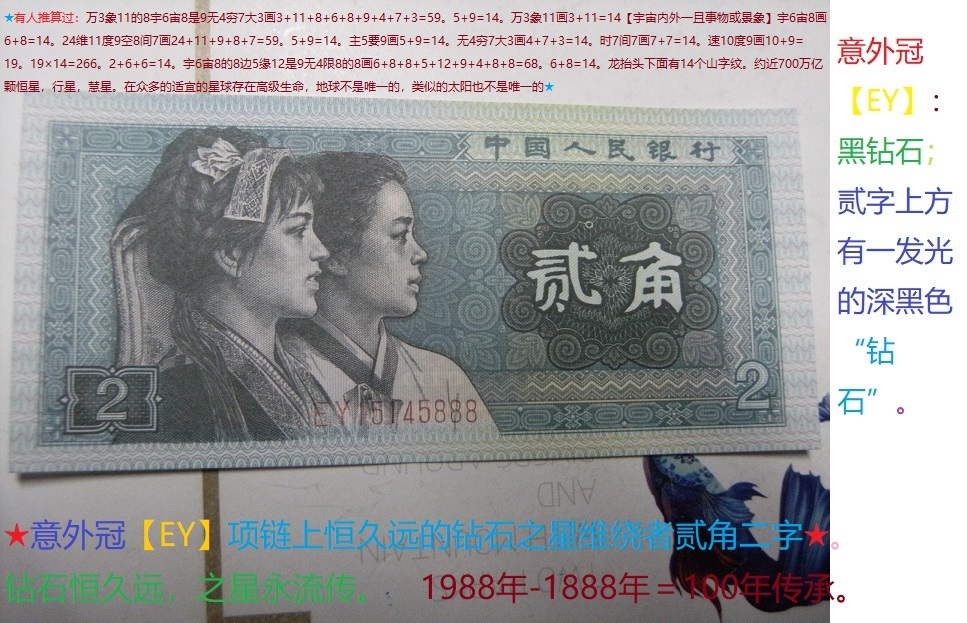 ★有人推算过：万3象11的8宇6宙8是9无4穷7大3画3+11+8+6+8+9+4+7+3=59。5+9=14。万3象11画3+11=14【宇宙内外一且事物或景象】宇6宙8画
6+8=14。24维11度9空8间7画24+11+9+8+7=59。5+9=14。主5要9画5+9=14。无4穷7大3画4+7+3=14。时7间7画7+7=14。速10度9画10+9=
19。19×14=266。2+6+6=14。宇6宙8的8边5缘12是9无4限8的8画6+8+8+5+12+9+4+8+8=68。6+8=14。龙抬头下面有14个山字纹。约近700万亿
颗恒星，行星，慧星。在众多的适宜的星球存在高级生命，地球不是唯一的，类似的太阳也不是唯一的★
意外冠
【EY】：
黑钻石；
贰字上方
有一发光
的深黑色
“钻
石”。
中国人民银行
贰角
2
2
EY15745888
AND
★意外冠【EY】项链上恒久远的钻石之星维绕者贰角二字★。
钻石恒久远，之星永流传。 1988年-1888年＝100年传承。